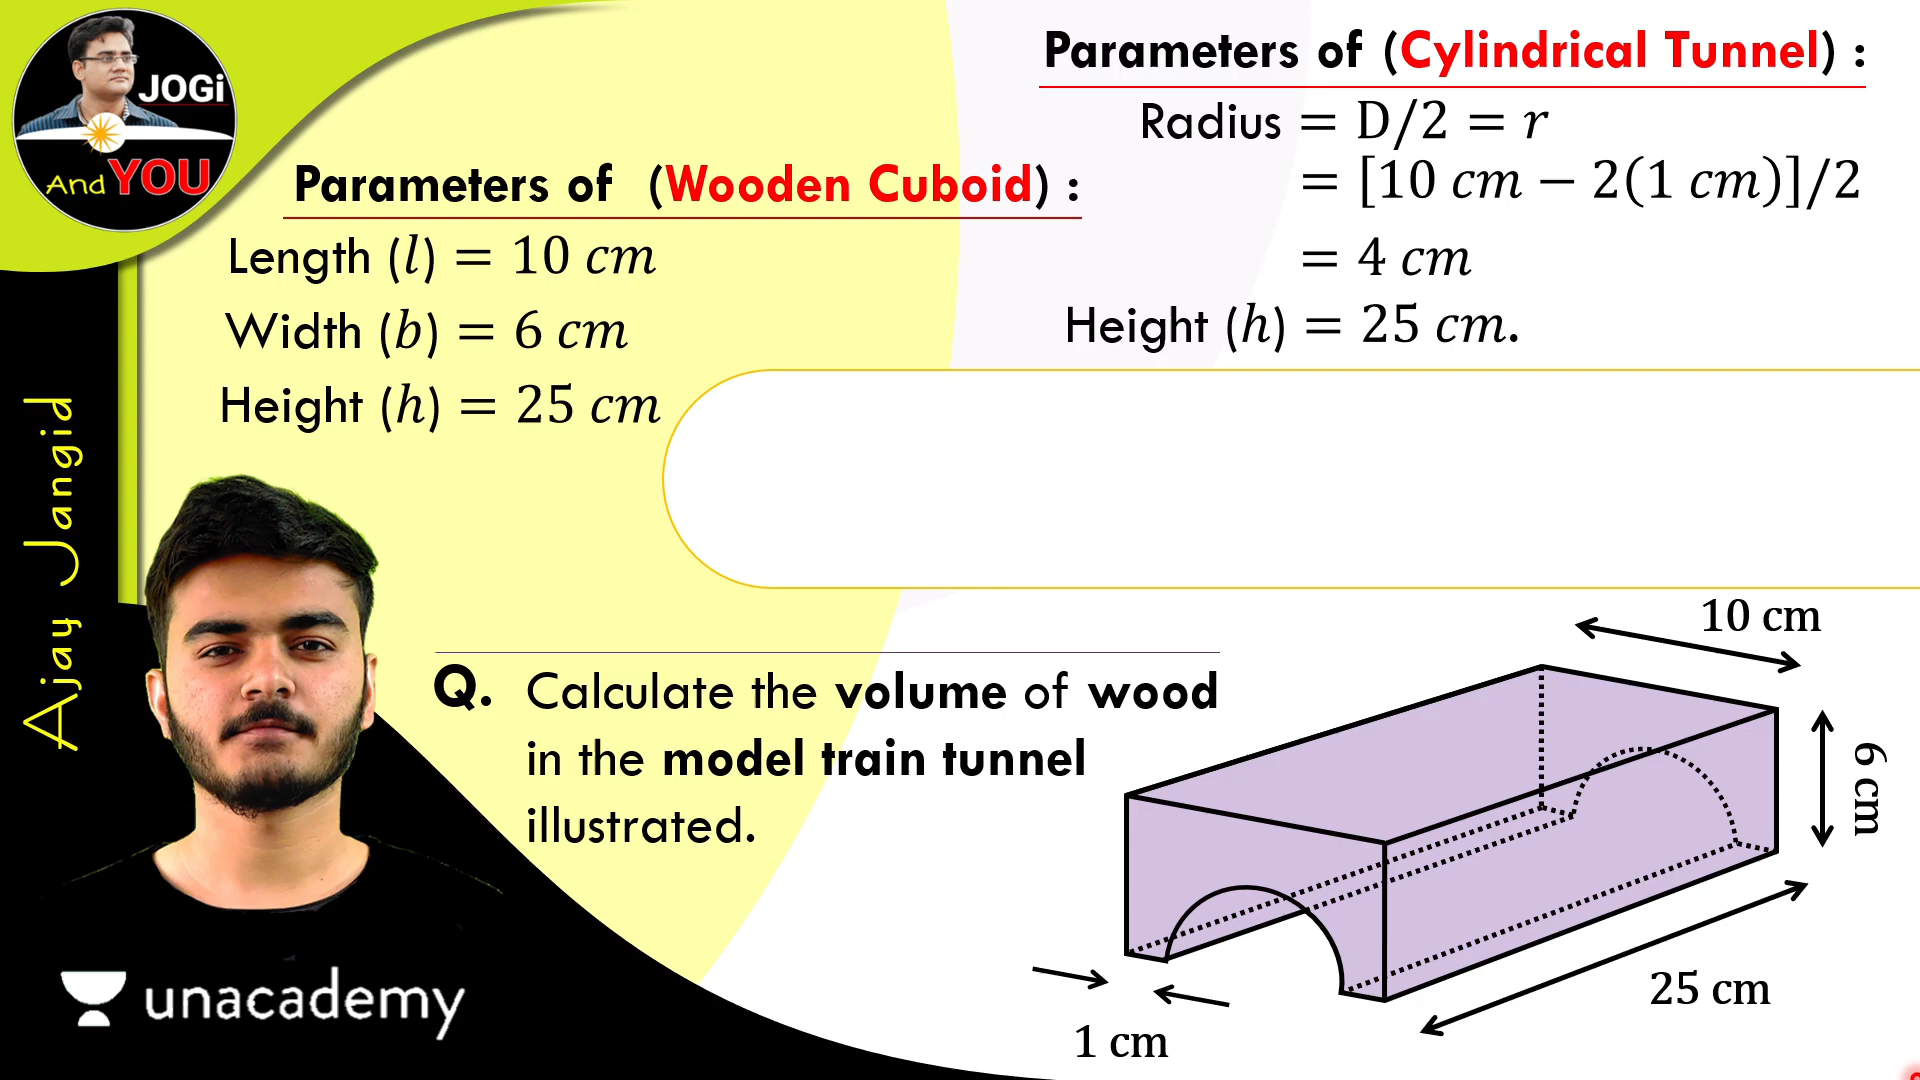 JOGi
And YOU
Ajay Jangid
Parameters of (Wooden Cuboid) :
Length (l) = 10 cm
Width (b) = 6 cm
Height (h) = 25 cm
Parameters of (Cylindrical Tunnel) :
Radius = D/2 = r
= [10 cm − 2(1 cm)]/2
= 4 cm
Height (h) = 25 cm.
Q. Calculate the volume of wood
in the model train tunnel
illustrated.
10 cm
6 cm
25 cm
1 cm
unacademy